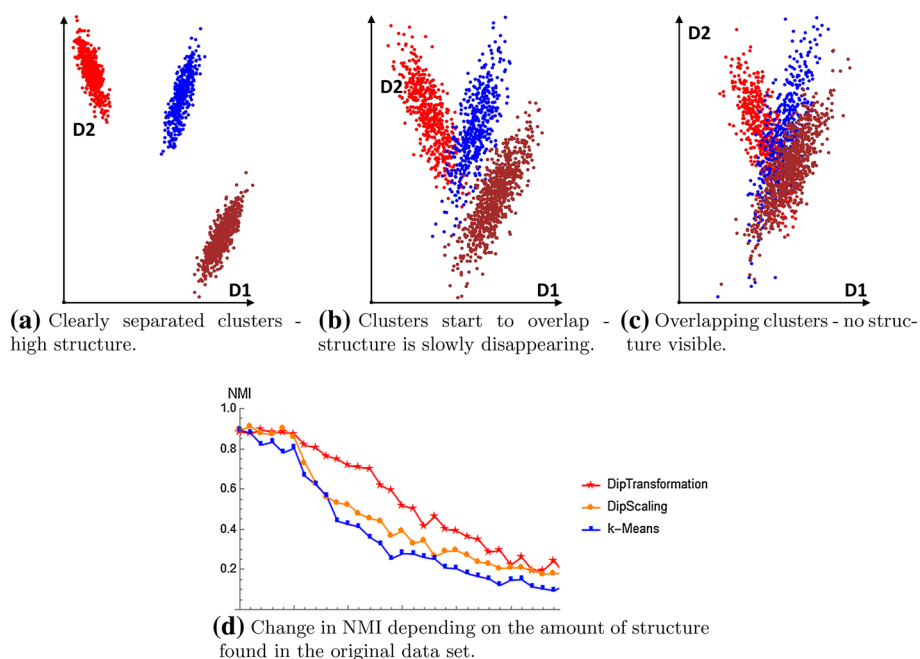 D2
D1
(a) Clearly separated clusters -
high structure.
D2
D1
(b) Clusters start to overlap -
structure is slowly disappearing.
D2
D1
(c) Overlapping clusters - no struc-
ture visible.
NMI
1.0
0.8
0.6
0.4
0.2
DipTransformation
DipScaling
k-Means
(d) Change in NMI depending on the amount of structure
found in the original data set.